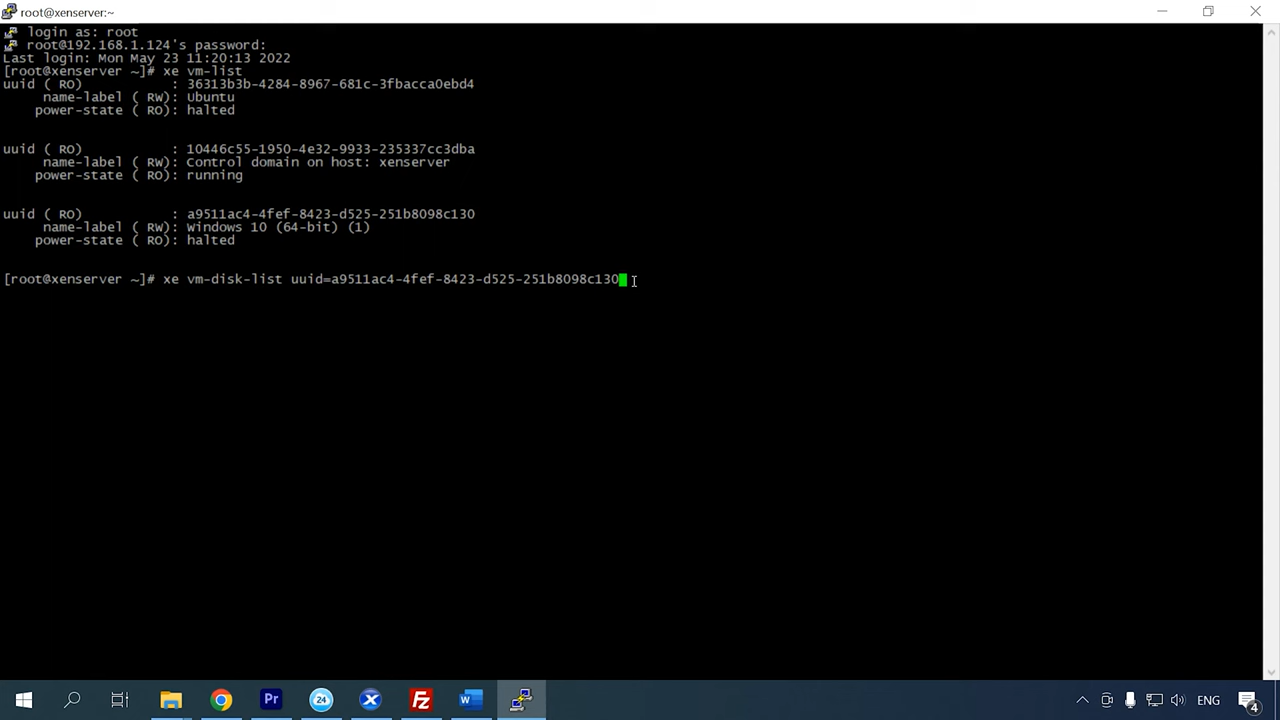 root@xenserver:~
login as: root
root@192.168.1.124's password:
Last login: Mon May 23 11:20:13 2022
[root@xenserver ~]# xe vm-list
uuid ( RO)           : 36313b3b-4284-8967-681c-3fbacca0ebd4
     name-label ( RW): Ubuntu
    power-state ( RO): halted
uuid ( RO)           : 10446c55-1950-4e32-9933-235337cc3dba
     name-label ( RW): Control domain on host: xenserver
    power-state ( RO): running
uuid ( RO)           : a9511ac4-4fef-8423-d525-251b8098c130
     name-label ( RW): Windows 10 (64-bit) (1)
    power-state ( RO): halted
[root@xenserver ~]# xe vm-disk-list uuid=a9511ac4-4fef-8423-d525-251b8098c130
Pr
24
X
FZ
W
ENG
4